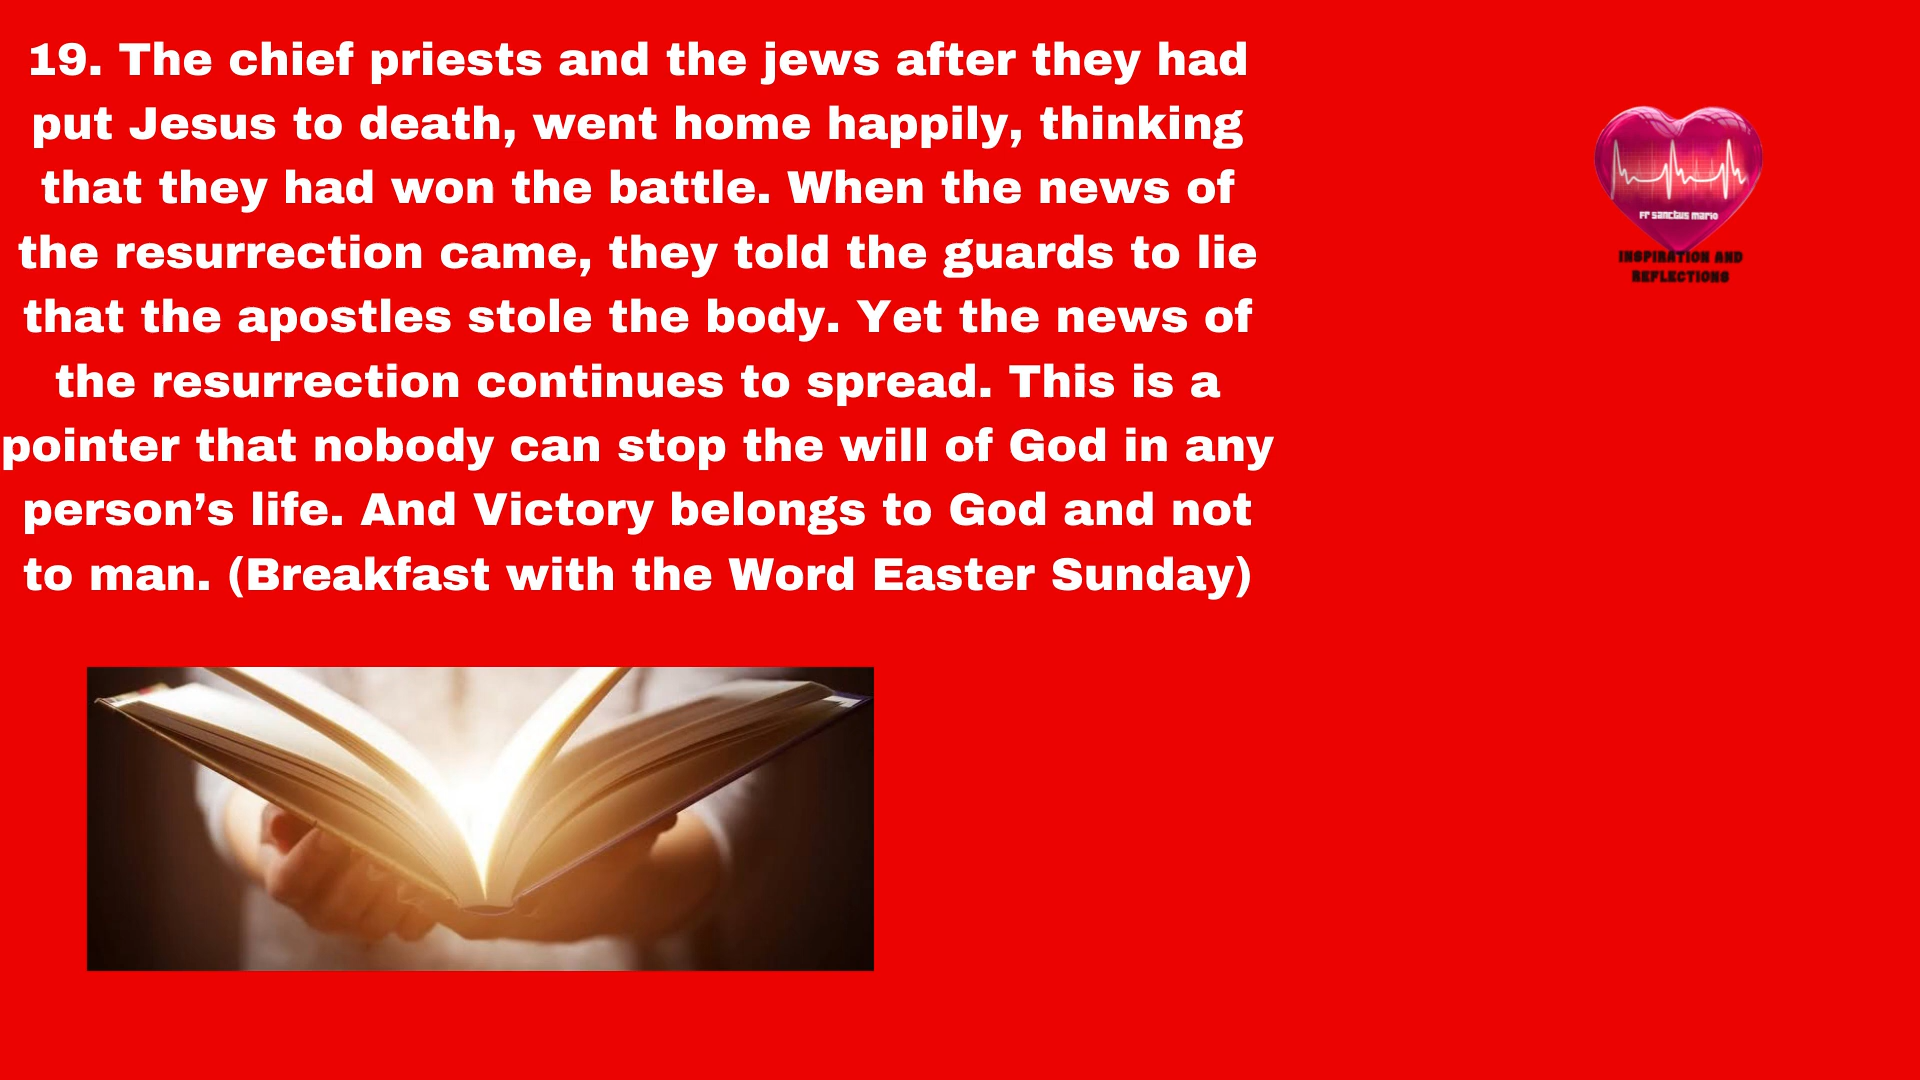 19. The chief priests and the jews after they had
put Jesus to death, went home happily, thinking
that they had won the battle. When the news of
the resurrection came, they told the guards to lie
that the apostles stole the body. Yet the news of
the resurrection continues to spread. This is a
pointer that nobody can stop the will of God in any
person’s life. And Victory belongs to God and not
to man. (Breakfast with the Word Easter Sunday)
Fr sanctus mario
INSPIRATION AND
REFLECTIONS